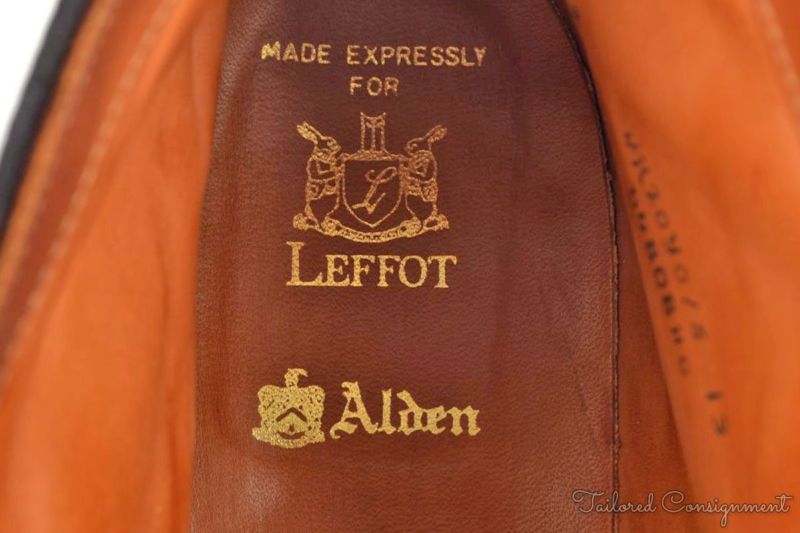 MADE EXPRESSLY
FOR
L
LEFFOT
Alden
Tailored Consignment